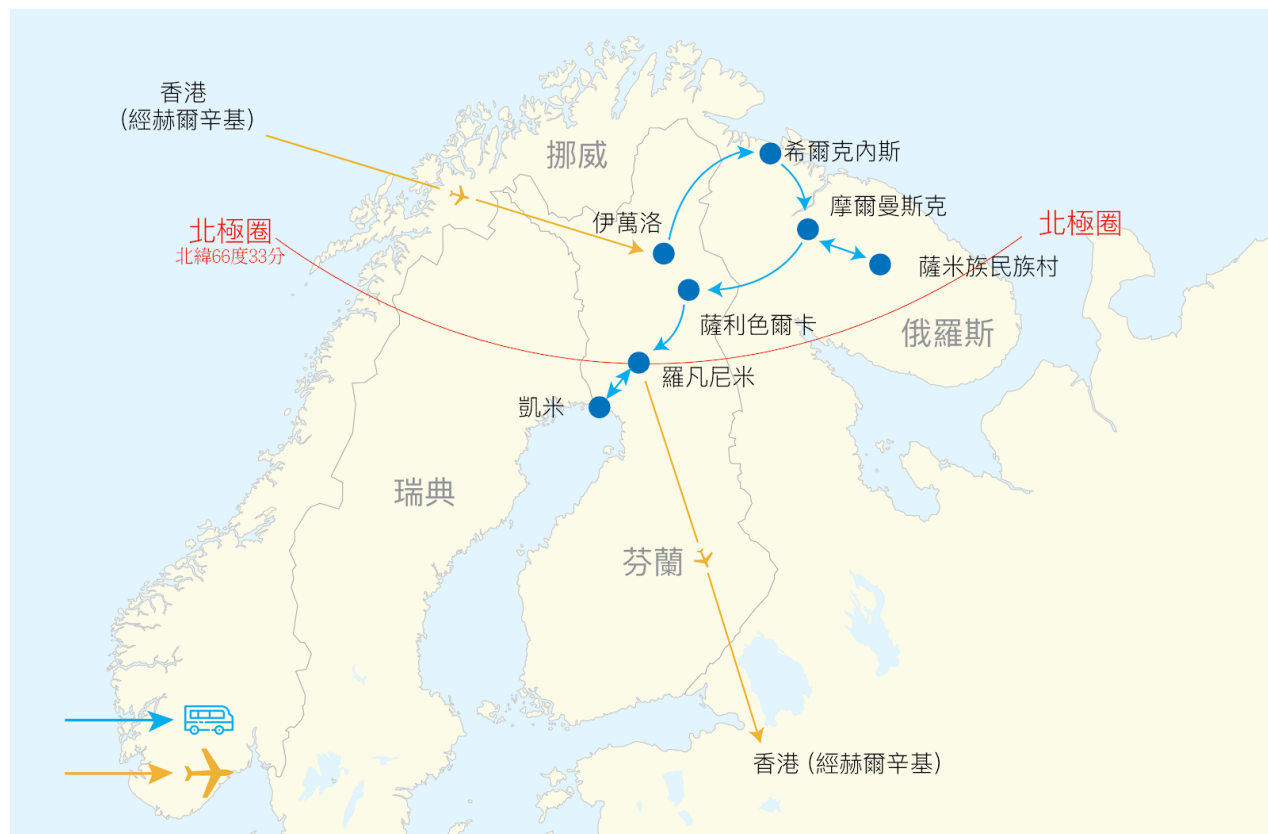 香港
(經赫爾辛基)
挪威
希爾克內斯
摩爾曼斯克
伊萬洛
北極圈
北緯66度33分
北極圈
薩米族民族村
薩利色爾卡
俄羅斯
羅凡尼米
凱米
瑞典
芬蘭
香港 (經赫爾辛基)